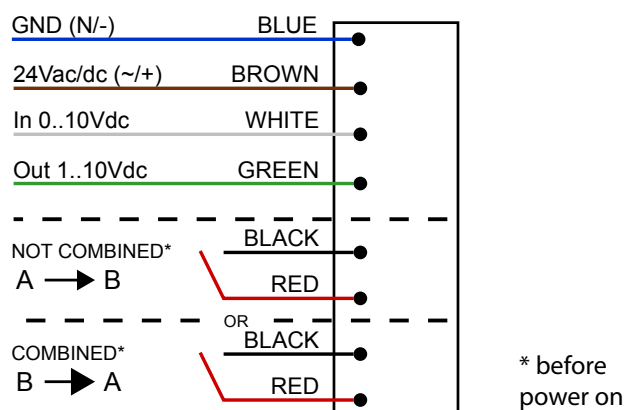 GND (N/-) BLUE
24Vac/dc (~/+) BROWN
In 0..10Vdc WHITE
Out 1..10Vdc GREEN
NOT COMBINED* BLACK
A → B RED
OR
COMBINED* BLACK
B → A RED
* before
power on